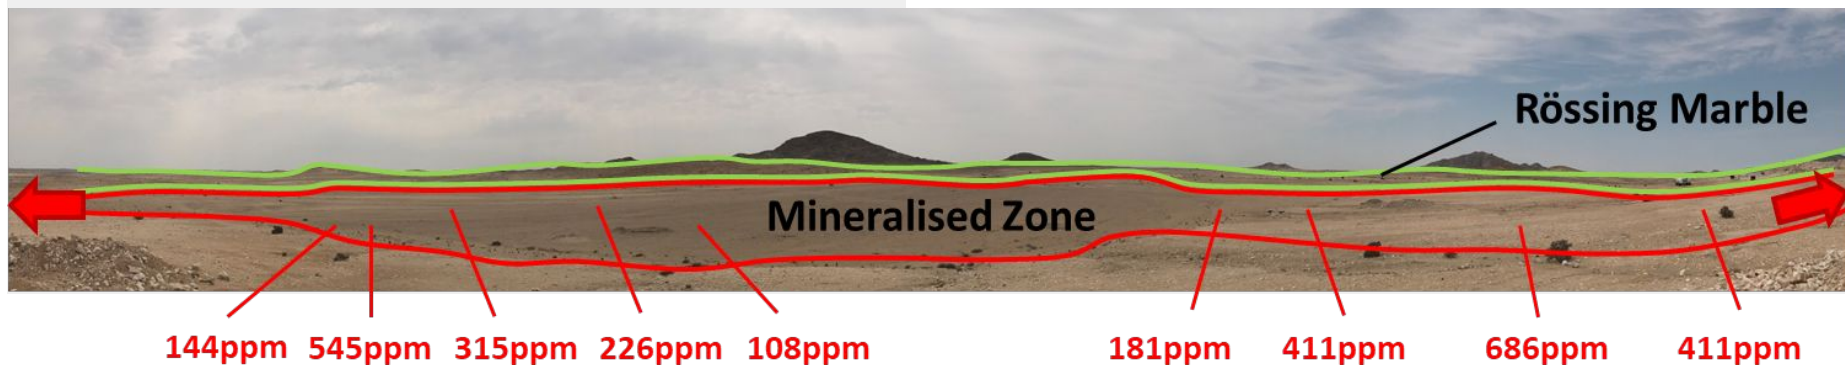 Rössing Marble
Mineralised Zone
144ppm 545ppm 315ppm 226ppm 108ppm 181ppm 411ppm 686ppm 411ppm